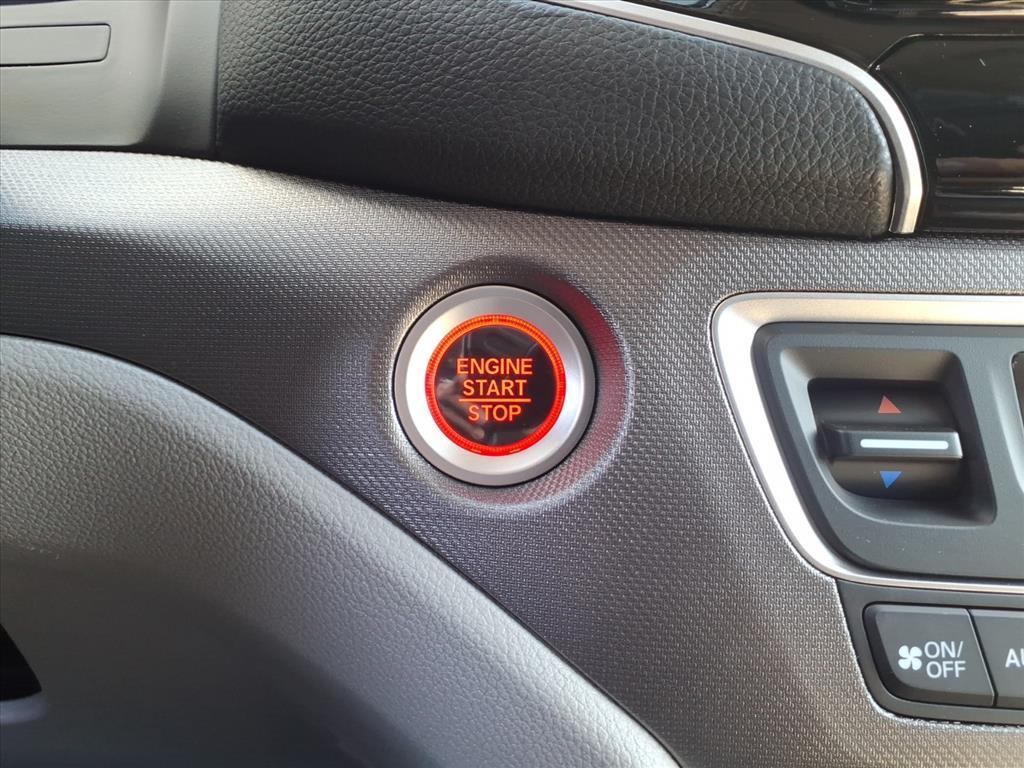 ENGINE
START
STOP
ON/
OFF